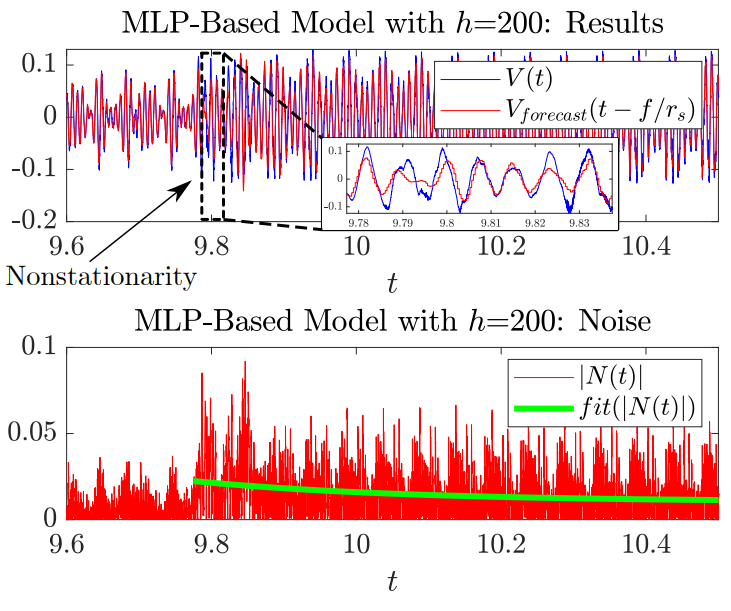 MLP-Based Model with h=200: Results
0.1
0
-0.1
-0.2
V(t)
V_{forecast}(t − f/r_s)
0.1
0
-0.1
9.78 9.79 9.8 9.81 9.82 9.83
9.6 9.8 10 10.2 10.4
Nonstationarity
t
MLP-Based Model with h=200: Noise
0.1
0.05
0
|N(t)|
fit(|N(t)|)
9.6 9.8 10 10.2 10.4
t